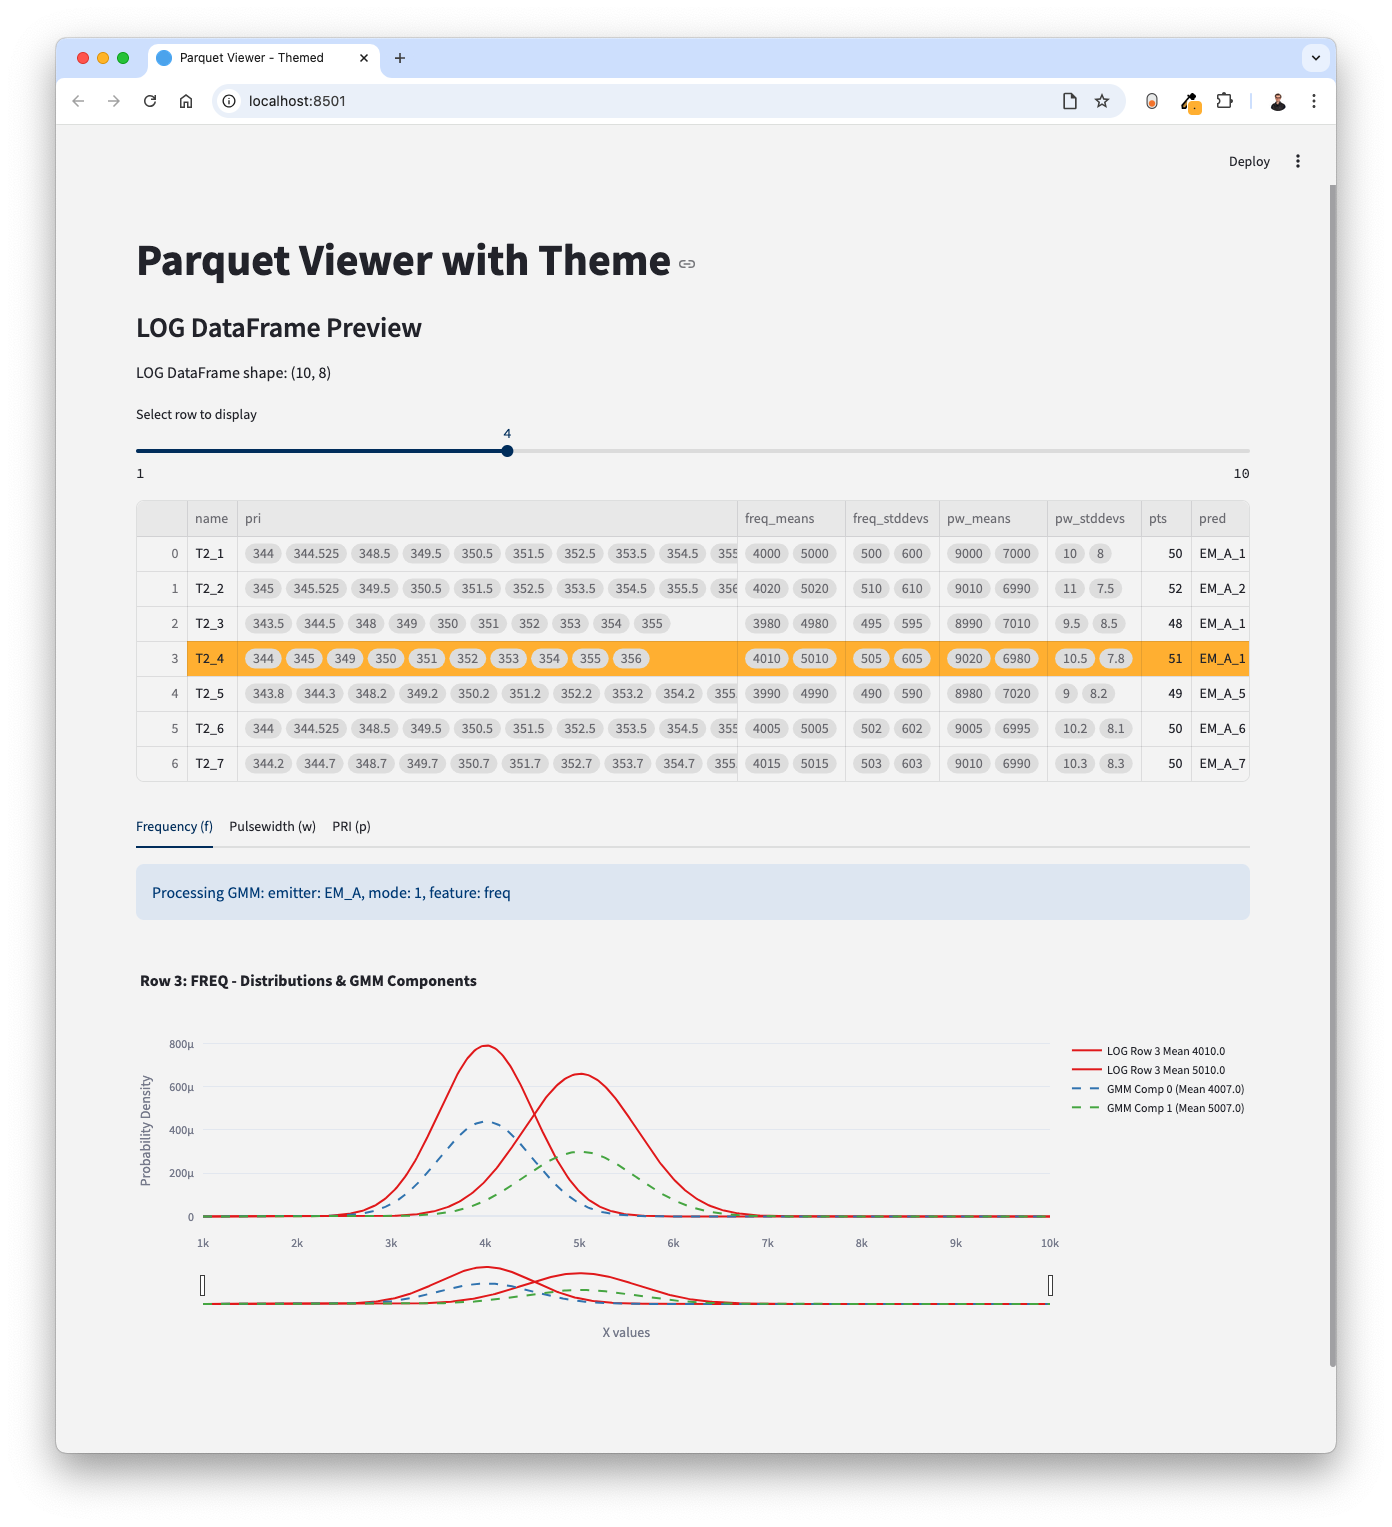 Parquet Viewer - Themed
localhost:8501
Deploy
Parquet Viewer with Theme
LOG DataFrame Preview
LOG DataFrame shape: (10, 8)
Select row to display
4
1 10
name pri freq_means freq_stddevs pw_means pw_stddevs pts pred
0 T2_1 344 344.525 348.5 349.5 350.5 351.5 352.5 353.5 354.5 355 4000 5000 500 600 9000 7000 10 8 50 EM_A_1
1 T2_2 345 345.525 349.5 350.5 351.5 352.5 353.5 354.5 355.5 356 4020 5020 510 610 9010 6990 11 7.5 52 EM_A_2
2 T2_3 343.5 344.5 348 349 350 351 352 353 354 355 3980 4980 495 595 8990 7010 9.5 8.5 48 EM_A_1
3 T2_4 344 345 349 350 351 352 353 354 355 356 4010 5010 505 605 9020 6980 10.5 7.8 51 EM_A_1
4 T2_5 343.8 344.3 348.2 349.2 350.2 351.2 352.2 353.2 354.2 355 3990 4990 490 590 8980 7020 9 8.2 49 EM_A_5
5 T2_6 344 344.525 348.5 349.5 350.5 351.5 352.5 353.5 354.5 355 4005 5005 502 602 9005 6995 10.2 8.1 50 EM_A_6
6 T2_7 344.2 344.7 348.7 349.7 350.7 351.7 352.7 353.7 354.7 355 4015 5015 503 603 9010 6990 10.3 8.3 50 EM_A_7
Frequency (f) Pulsewidth (w) PRI (p)
Processing GMM: emitter: EM_A, mode: 1, feature: freq
Row 3: FREQ - Distributions & GMM Components
Probability Density
800µ
600µ
400µ
200µ
0
1k 2k 3k 4k 5k 6k 7k 8k 9k 10k
X values
LOG Row 3 Mean 4010.0
LOG Row 3 Mean 5010.0
GMM Comp 0 (Mean 4007.0)
GMM Comp 1 (Mean 5007.0)